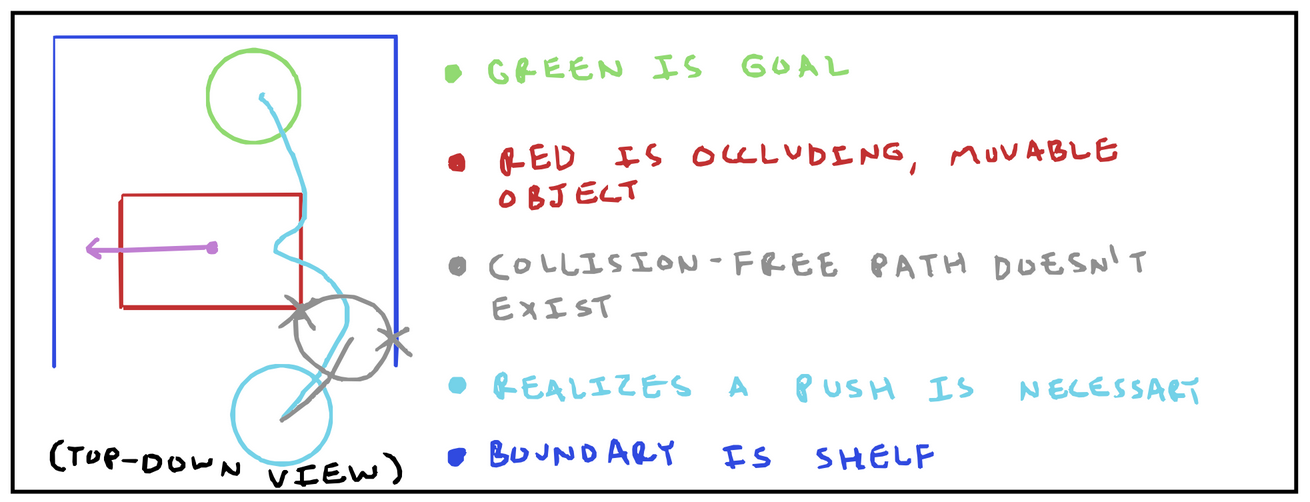 GREEN IS GOAL
RED IS OCCLUDING, MOVABLE
OBJECT
COLLISION-FREE PATH DOESN'T
EXIST
REALIZES A PUSH IS NECESSARY
BOUNDARY IS SHELF
(TOP-DOWN VIEW)